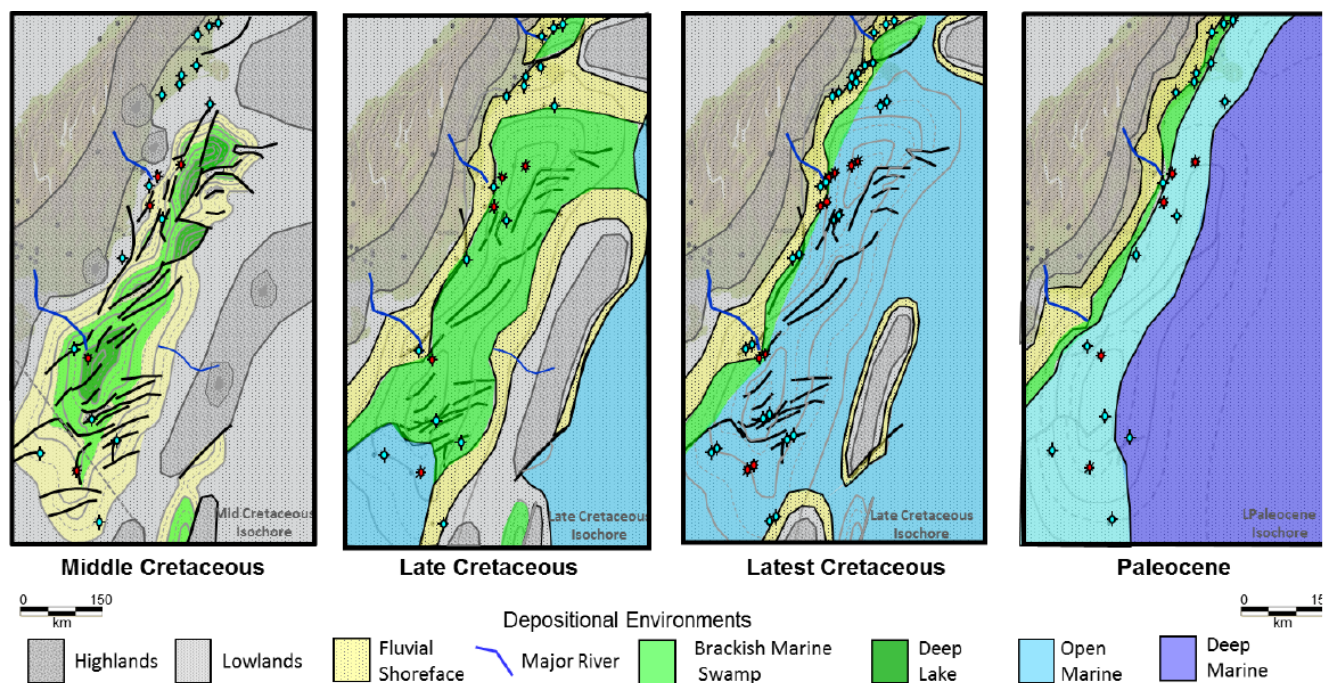 Mid Cretaceous
Isochore
Late Cretaceous
Isochore
Late Cretaceous
Isochore
LPaleocene
Isochore
Middle Cretaceous
Late Cretaceous
Latest Cretaceous
Paleocene
0 150
km
0 15
km
Depositional Environments
Highlands
Lowlands
Fluvial
Shoreface
Major River
Brackish Marine
Swamp
Deep
Lake
Open
Marine
Deep
Marine